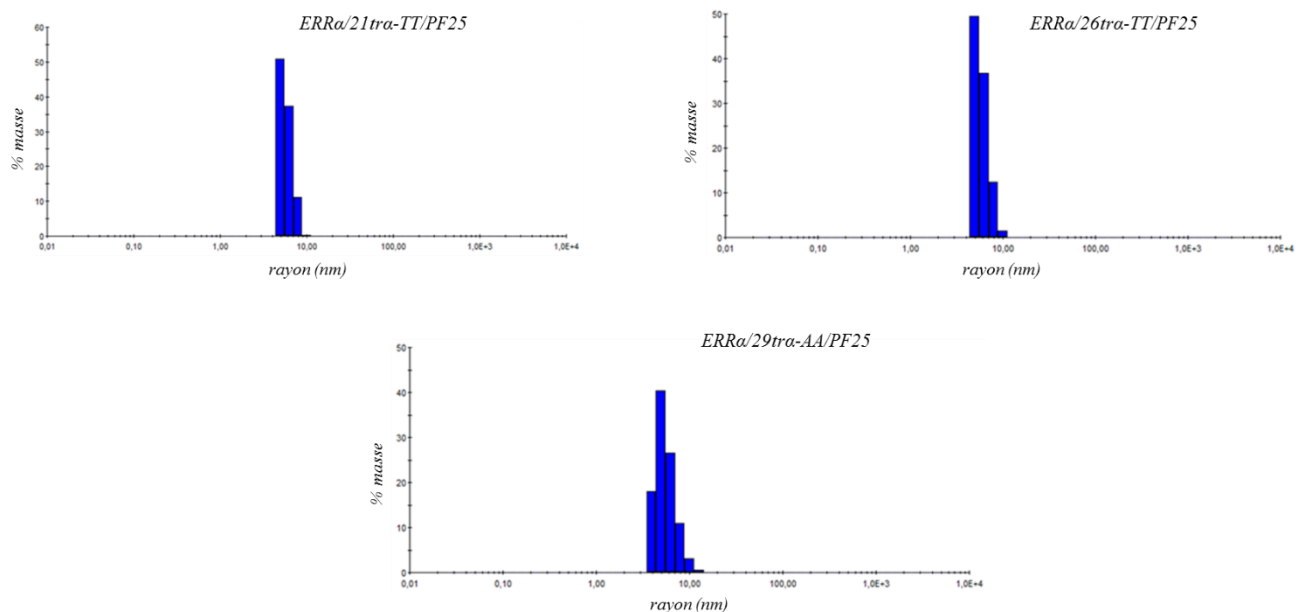 ERRα/21trα-TT/PF25
60
50
40
30
20
10
0
% masse
0,01 0,10 1,00 10,00 100,00 1,0E+3 1,0E+4
rayon (nm)
ERRα/26trα-TT/PF25
50
40
30
20
10
0
% masse
0,01 0,10 1,00 10,00 100,00 1,0E+3 1,0E+4
rayon (nm)
ERRα/29trα-AA/PF25
50
40
30
20
10
0
% masse
0,01 0,10 1,00 10,00 100,00 1,0E+3 1,0E+4
rayon (nm)